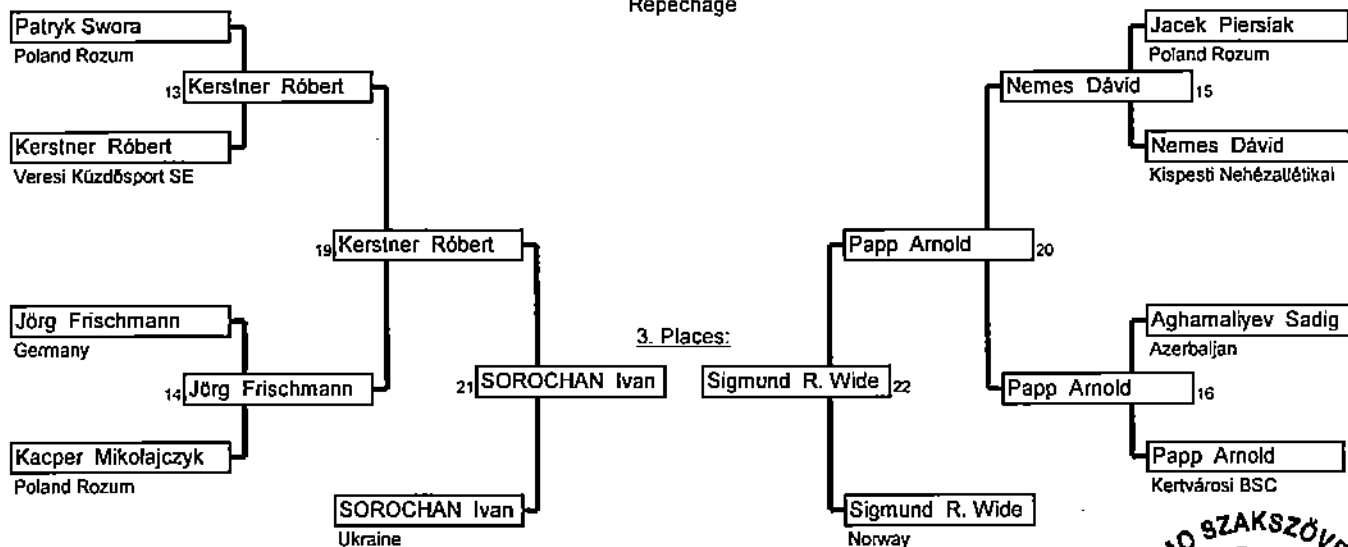 Repechage
Patryk Swora
Poland Rozum
13 Kerstner Róbert
Kerstner Róbert
Veresi Küzdősport SE
19 Kerstner Róbert
Jörg Frischmann
Germany
14 Jörg Frischmann
Kacper Mikołajczyk
Poland Rozum
21 SOROCHAN Ivan
SOROCHAN Ivan
Ukraine
3. Places:
Jacek Piersiak
Poland Rozum
Nemes Dávid 15
Nemes Dávid
Kispesti Nehézatlétikai
Papp Arnold 20
Aghamaliyev Sadig
Azerbaijan
Papp Arnold 16
Papp Arnold
Kertvárosi BSC
Sigmund R. Wide 22
Sigmund R. Wide
Norway